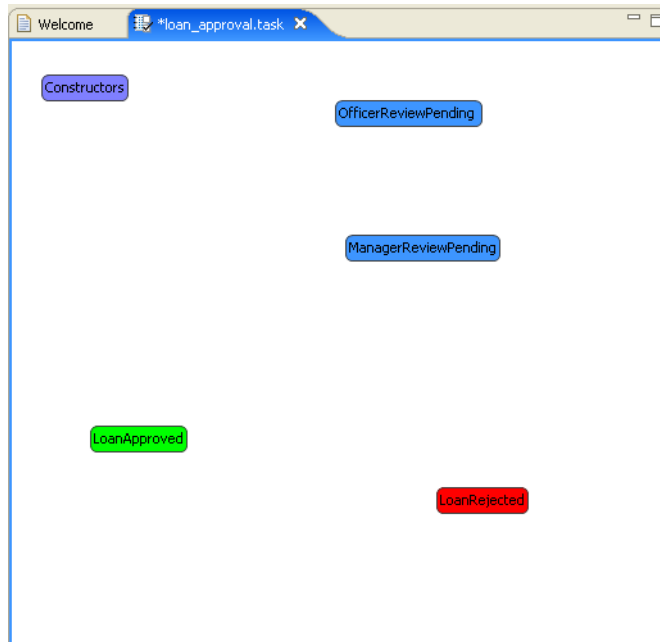 Welcome
*loan_approval.task
Constructors
OfficerReviewPending
ManagerReviewPending
LoanApproved
LoanRejected